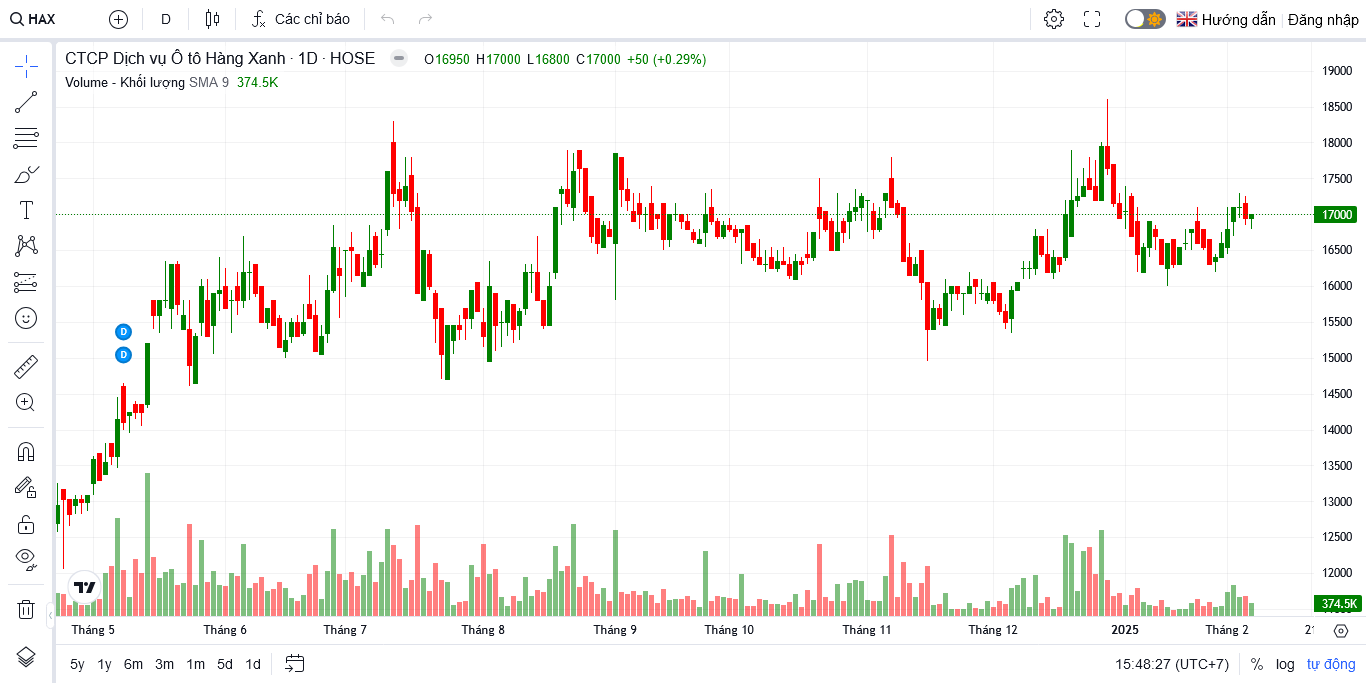 HAX D Các chỉ báo Hướng dẫn Đăng nhập
CTCP Dịch vụ Ô tô Hàng Xanh · 1D · HOSE O16950 H17000 L16800 C17000 +50 (+0.29%)
Volume - Khối lượng SMA 9 374.5K
19000
18500
18000
17500
17000
16500
16000
15500
15000
14500
14000
13500
13000
12500
12000
374.5K
D
D
Tháng 5 Tháng 6 Tháng 7 Tháng 8 Tháng 9 Tháng 10 Tháng 11 Tháng 12 2025 Tháng 2
5y 1y 6m 3m 1m 5d 1d 15:48:27 (UTC+7) % log tự động